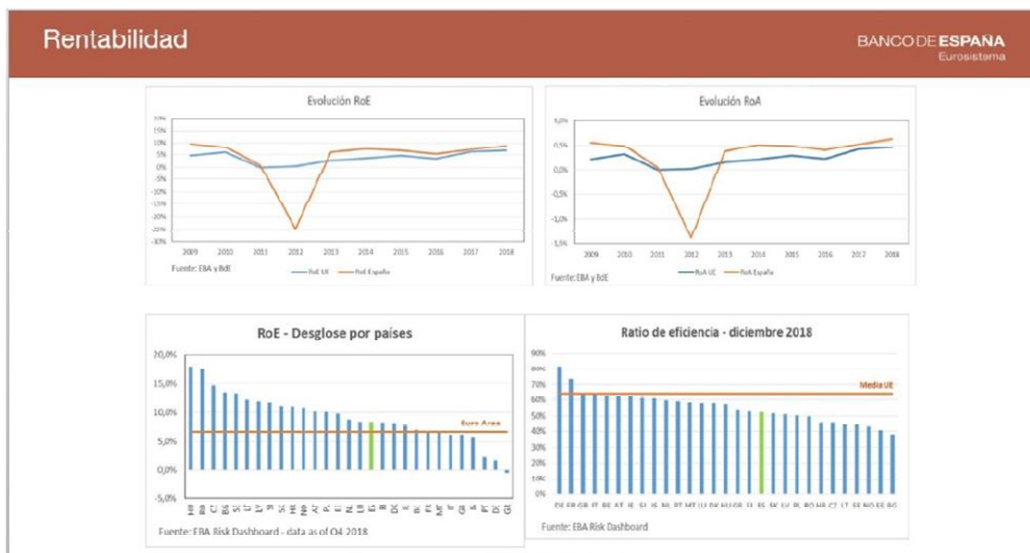 Rentabilidad
BANCO DE ESPAÑA
Eurosistema
Evolución RoE
20%
15%
10%
5%
0%
-5%
-10%
-15%
-20%
-25%
-30%
2009 2010 2011 2012 2013 2014 2015 2016 2017 2018
Fuente: EBA y BdE
RoE UE RoE España
Evolución RoA
1,0%
0,5%
0,0%
-0,5%
-1,0%
-1,5%
2009 2010 2011 2012 2013 2014 2015 2016 2017 2018
RoA UE RoA España
Fuente: EBA y BdE
RoE - Desglose por países
20,0%
15,0%
10,0%
5,0%
0,0%
-5,0%
Euro Area
Fuente: EBA Risk Dashboard - data as of Q4 2018
Ratio de eficiencia - diciembre 2018
90%
80%
70%
60%
50%
40%
30%
20%
10%
0%
Media UE
DE FR GB IT BE AT IE SI IS NL PT MT LU DK HU GR FI ES SK LV PL RO HR CZ LT SE NO EE BG
Fuente: EBA Risk Dashboard